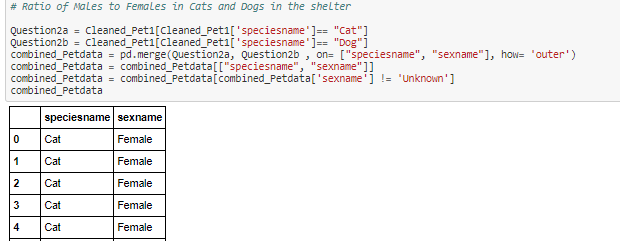 # Ratio of Males to Females in Cats and Dogs in the shelter
Question2a = Cleaned_Pet1[Cleaned_Pet1['speciesname']== "Cat"]
Question2b = Cleaned_Pet1[Cleaned_Pet1['speciesname']== "Dog"]
combined_Petdata = pd.merge(Question2a, Question2b , on= ["speciesname", "sexname"], how= 'outer')
combined_Petdata = combined_Petdata[["speciesname", "sexname"]]
combined_Petdata = combined_Petdata[combined_Petdata['sexname'] != 'Unknown']
combined_Petdata
speciesname sexname
0 Cat Female
1 Cat Female
2 Cat Female
3 Cat Female
4 Cat Female